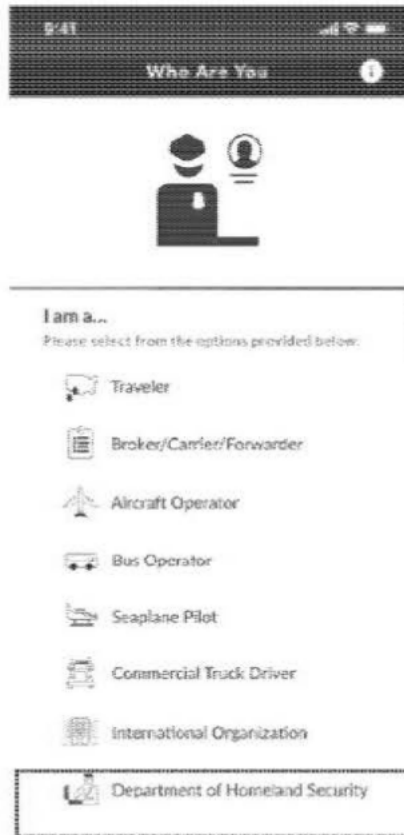 9:41
Who Are You
I am a...
Please select from the options provided below.
Traveler
Broker/Carrier/Forwarder
Aircraft Operator
Bus Operator
Seaplane Pilot
Commercial Truck Driver
International Organization
Department of Homeland Security